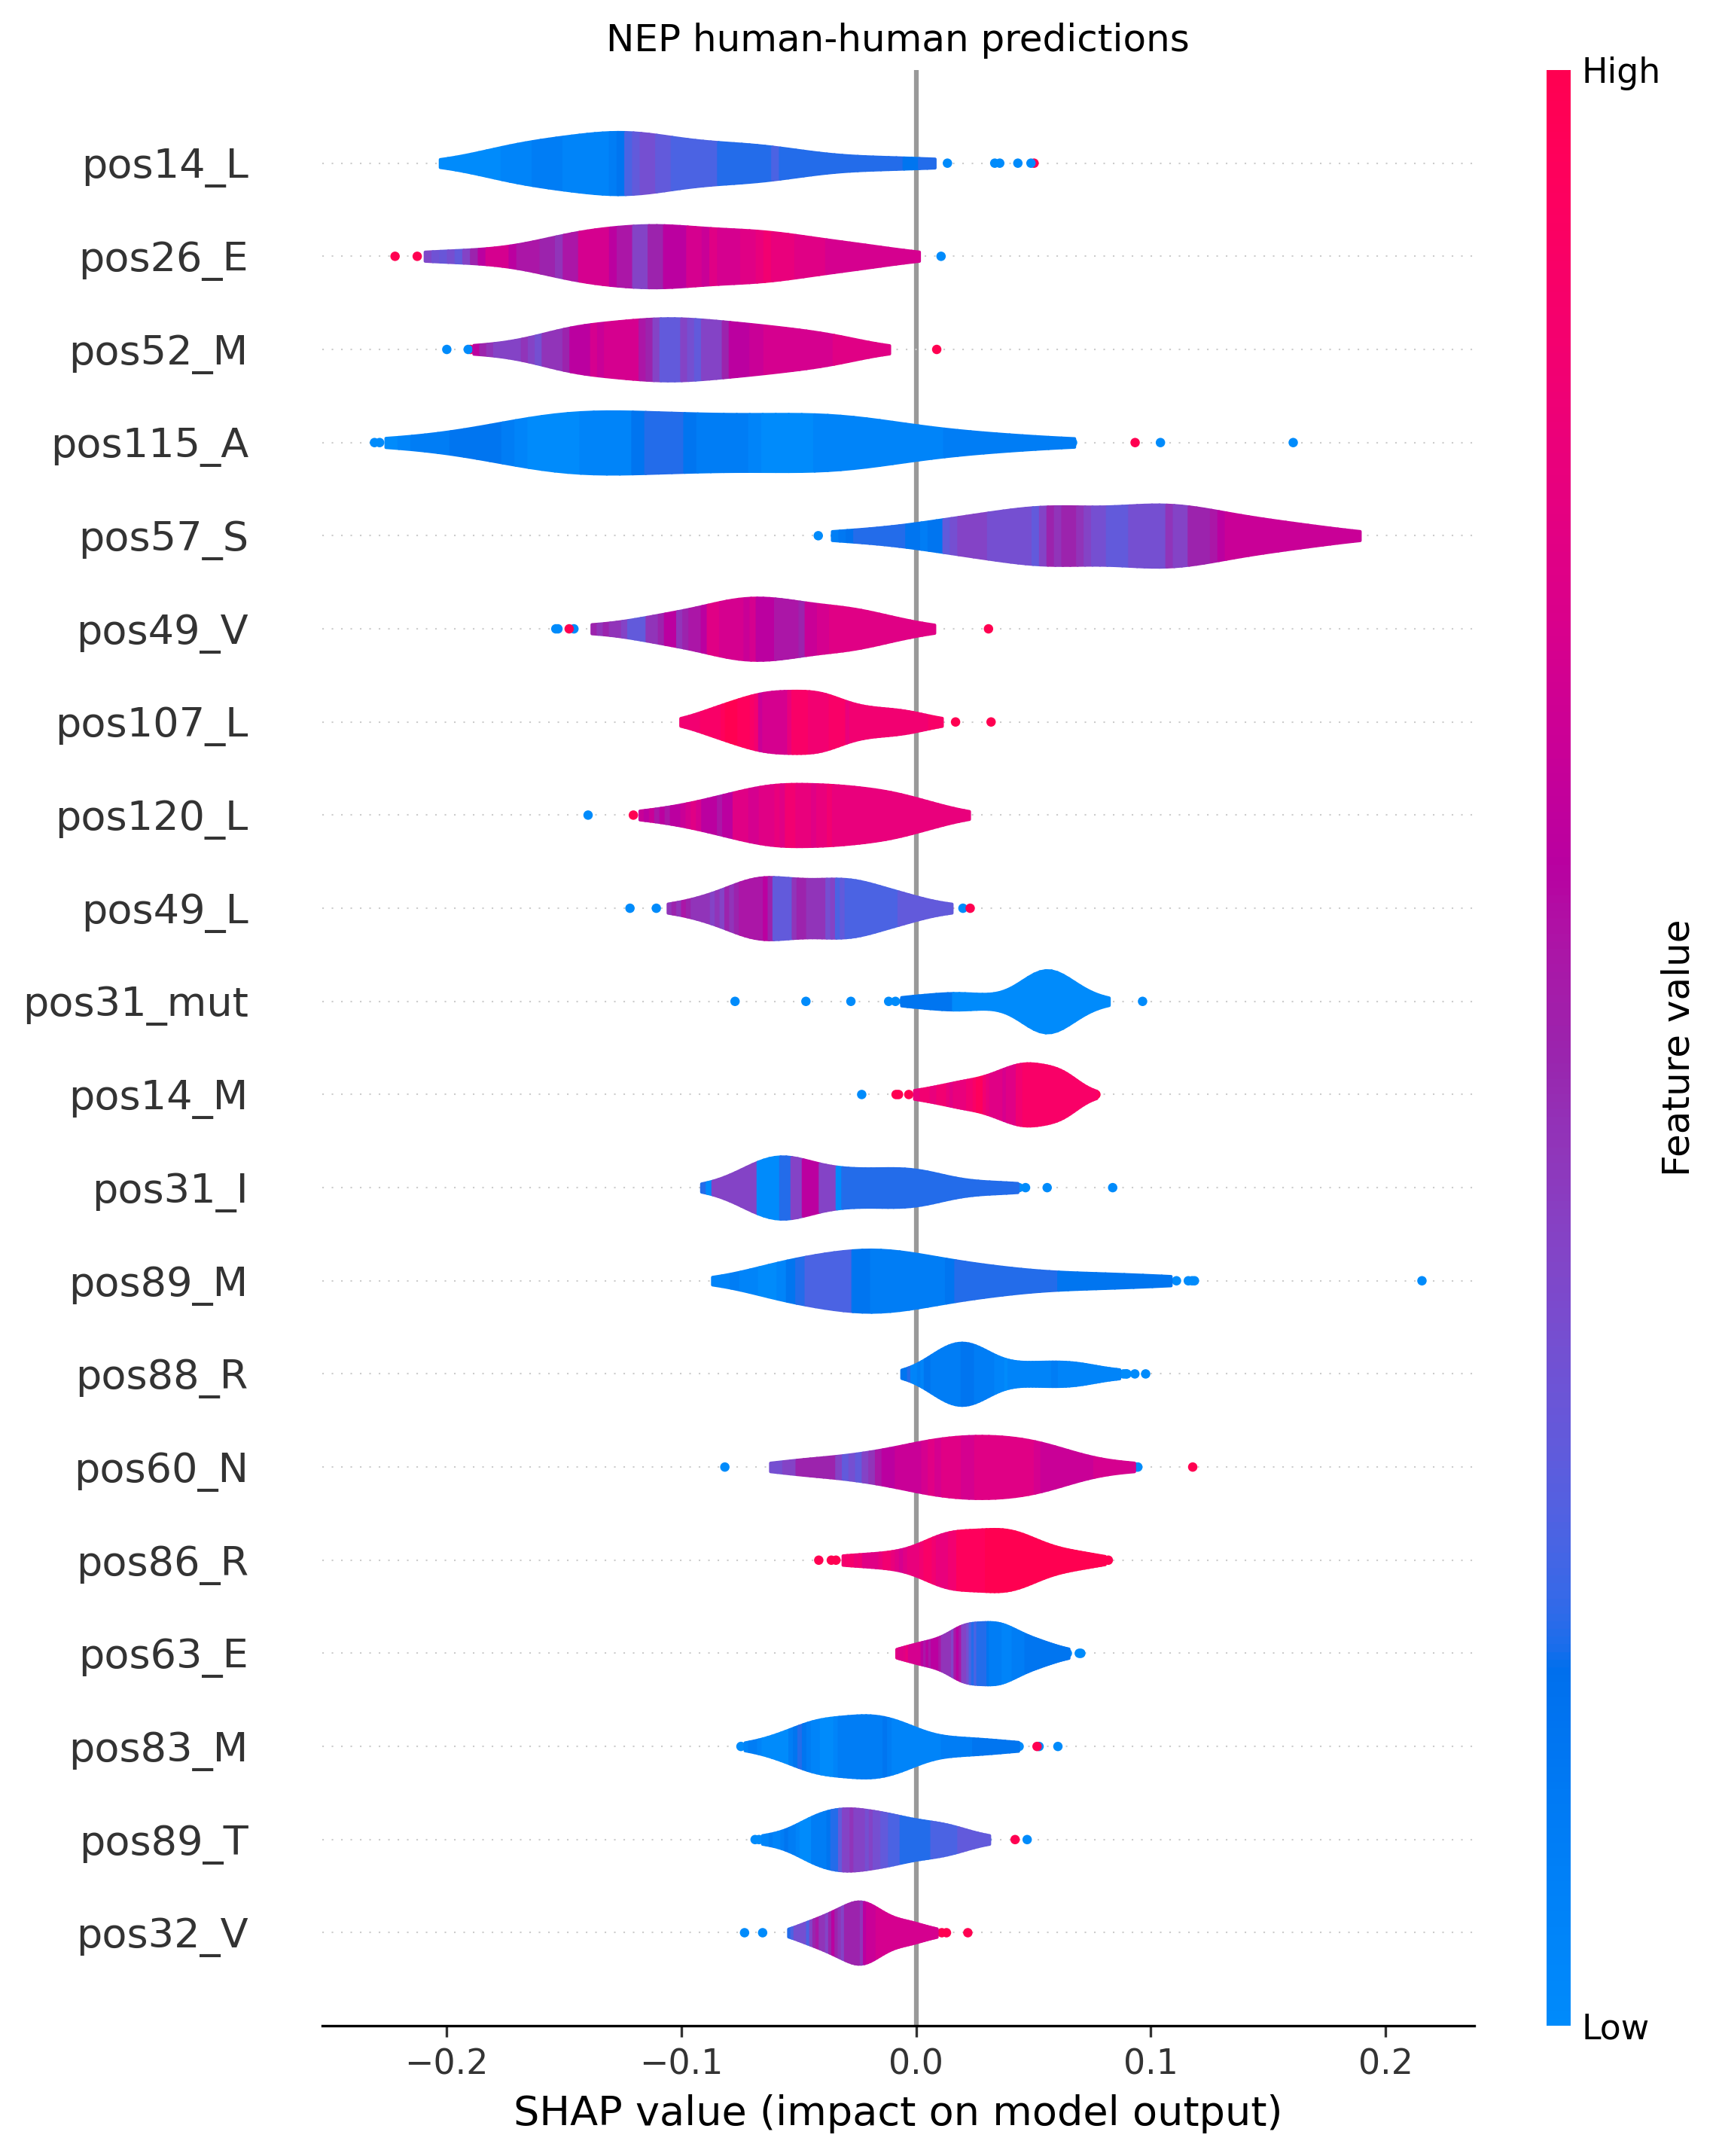 NEP human-human predictions
High
pos14_L
pos26_E
pos52_M
pos115_A
pos57_S
pos49_V
pos107_L
pos120_L
pos49_L
pos31_mut
pos14_M
pos31_I
pos89_M
pos88_R
pos60_N
pos86_R
pos63_E
pos83_M
pos89_T
pos32_V
Feature value
Low
−0.2 −0.1 0.0 0.1 0.2
SHAP value (impact on model output)